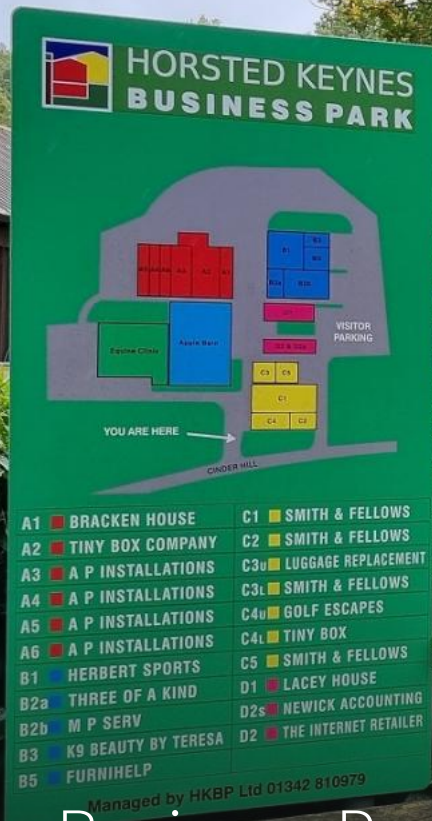 HORSTED KEYNES
BUSINESS PARK
B1
Equine Clinic
Apple Barn
VISITOR
PARKING
C1
C4
YOU ARE HERE
CINDER HILL
A1 BRACKEN HOUSE
A2 TINY BOX COMPANY
A3 A P INSTALLATIONS
A4 A P INSTALLATIONS
A5 A P INSTALLATIONS
A6 A P INSTALLATIONS
B1 HERBERT SPORTS
B2a THREE OF A KIND
B2b M P SERV
B3 K9 BEAUTY BY TERESA
B5 FURNIHELP
C1 SMITH & FELLOWS
C2 SMITH & FELLOWS
C3U LUGGAGE REPLACEMENT
C3L SMITH & FELLOWS
C4U GOLF ESCAPES
C4L TINY BOX
C5 SMITH & FELLOWS
D1 LACEY HOUSE
D2s NEWICK ACCOUNTING
D2 THE INTERNET RETAILER
Managed by HKBP Ltd 01342 810979